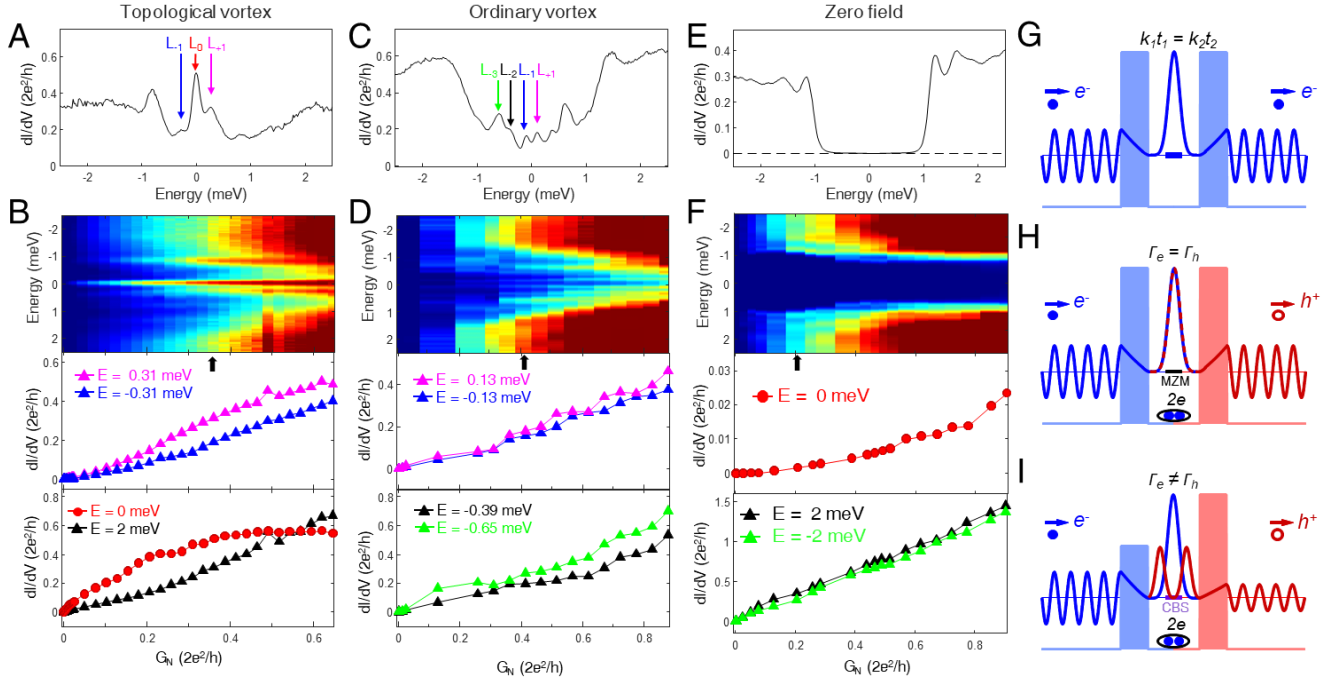 Topological vortex
Ordinary vortex
Zero field
A
dI/dV (2e²/h)
0.6
0.4
0.2
0
L₋₁
L₀
L₊₁
-2
-1
0
1
2
Energy (meV)
C
dI/dV (2e²/h)
0.6
0.4
0.2
0
L₋₃
L₋₂
L₋₁
L₊₁
-2
-1
0
1
2
Energy (meV)
E
dI/dV (2e²/h)
0.4
0.3
0.2
0.1
0
-2
-1
0
1
2
Energy (meV)
B
Energy (meV)
-2
-1
0
1
2
dI/dV (2e²/h)
0.6
0.4
0.2
0
E = 0.31 meV
E = -0.31 meV
dI/dV (2e²/h)
0.8
0.6
0.4
0.2
0
E = 0 meV
E = 2 meV
0
0.2
0.4
0.6
G_N (2e²/h)
D
Energy (meV)
-2
-1
0
1
2
dI/dV (2e²/h)
0.4
0.2
0
E = 0.13 meV
E = -0.13 meV
dI/dV (2e²/h)
0.8
0.6
0.4
0.2
0
E = -0.39 meV
E = -0.65 meV
0
0.2
0.4
0.6
0.8
G_N (2e²/h)
F
Energy (meV)
-2
-1
0
1
2
dI/dV (2e²/h)
0.03
0.02
0.01
0
E = 0 meV
dI/dV (2e²/h)
1.5
1
0.5
0
E = 2 meV
E = -2 meV
0
0.2
0.4
0.6
0.8
G_N (2e²/h)
G
k₁t₁ = k₂t₂
e⁻
e⁻
H
Γₑ = Γₕ
e⁻
h⁺
MZM
2e
I
Γₑ ≠ Γₕ
e⁻
h⁺
CBS
2e